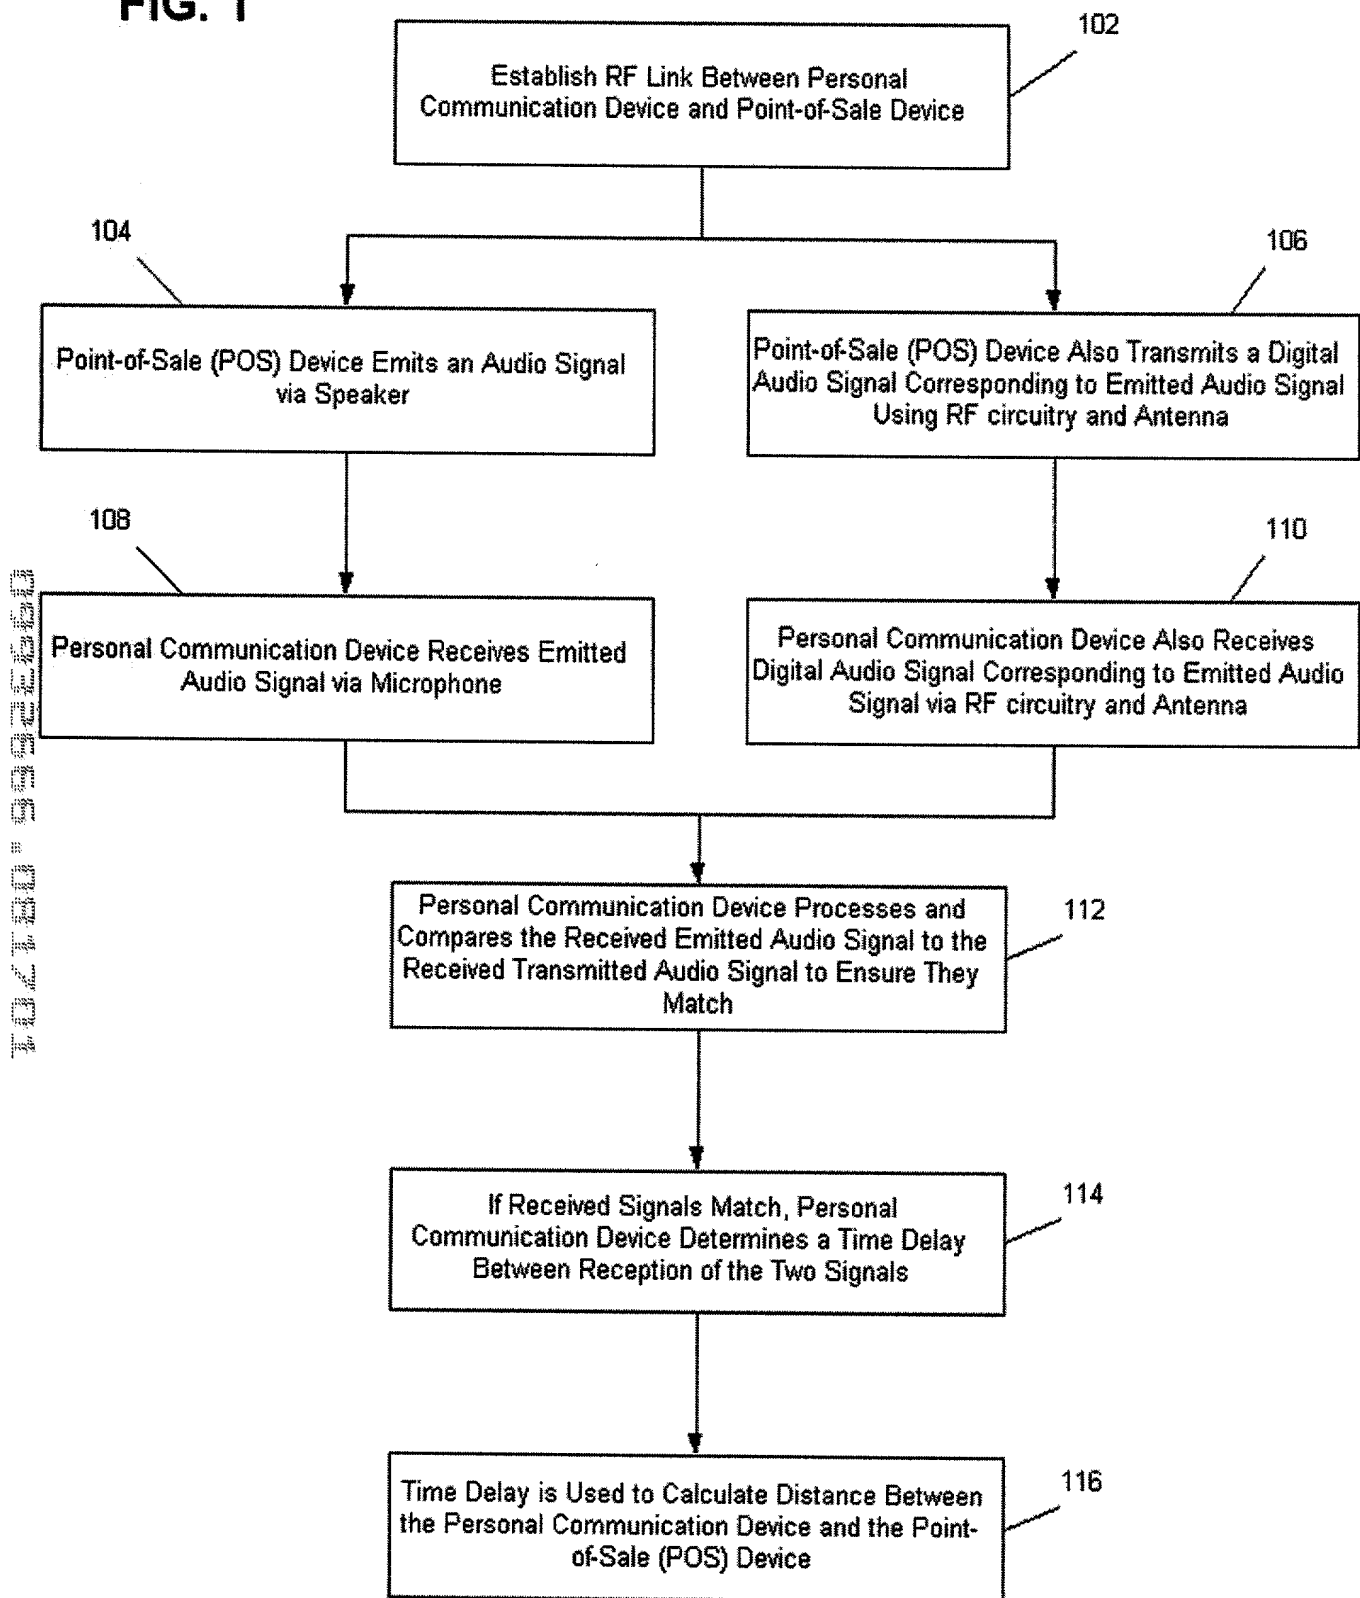 FIG. 1
102
Establish RF Link Between Personal
Communication Device and Point-of-Sale Device
104
106
Point-of-Sale (POS) Device Emits an Audio Signal
via Speaker
Point-of-Sale (POS) Device Also Transmits a Digital
Audio Signal Corresponding to Emitted Audio Signal
Using RF circuitry and Antenna
108
110
Personal Communication Device Receives Emitted
Audio Signal via Microphone
Personal Communication Device Also Receives
Digital Audio Signal Corresponding to Emitted Audio
Signal via RF circuitry and Antenna
112
Personal Communication Device Processes and
Compares the Received Emitted Audio Signal to the
Received Transmitted Audio Signal to Ensure They
Match
114
If Received Signals Match, Personal
Communication Device Determines a Time Delay
Between Reception of the Two Signals
116
Time Delay is Used to Calculate Distance Between
the Personal Communication Device and the Point-
of-Sale (POS) Device